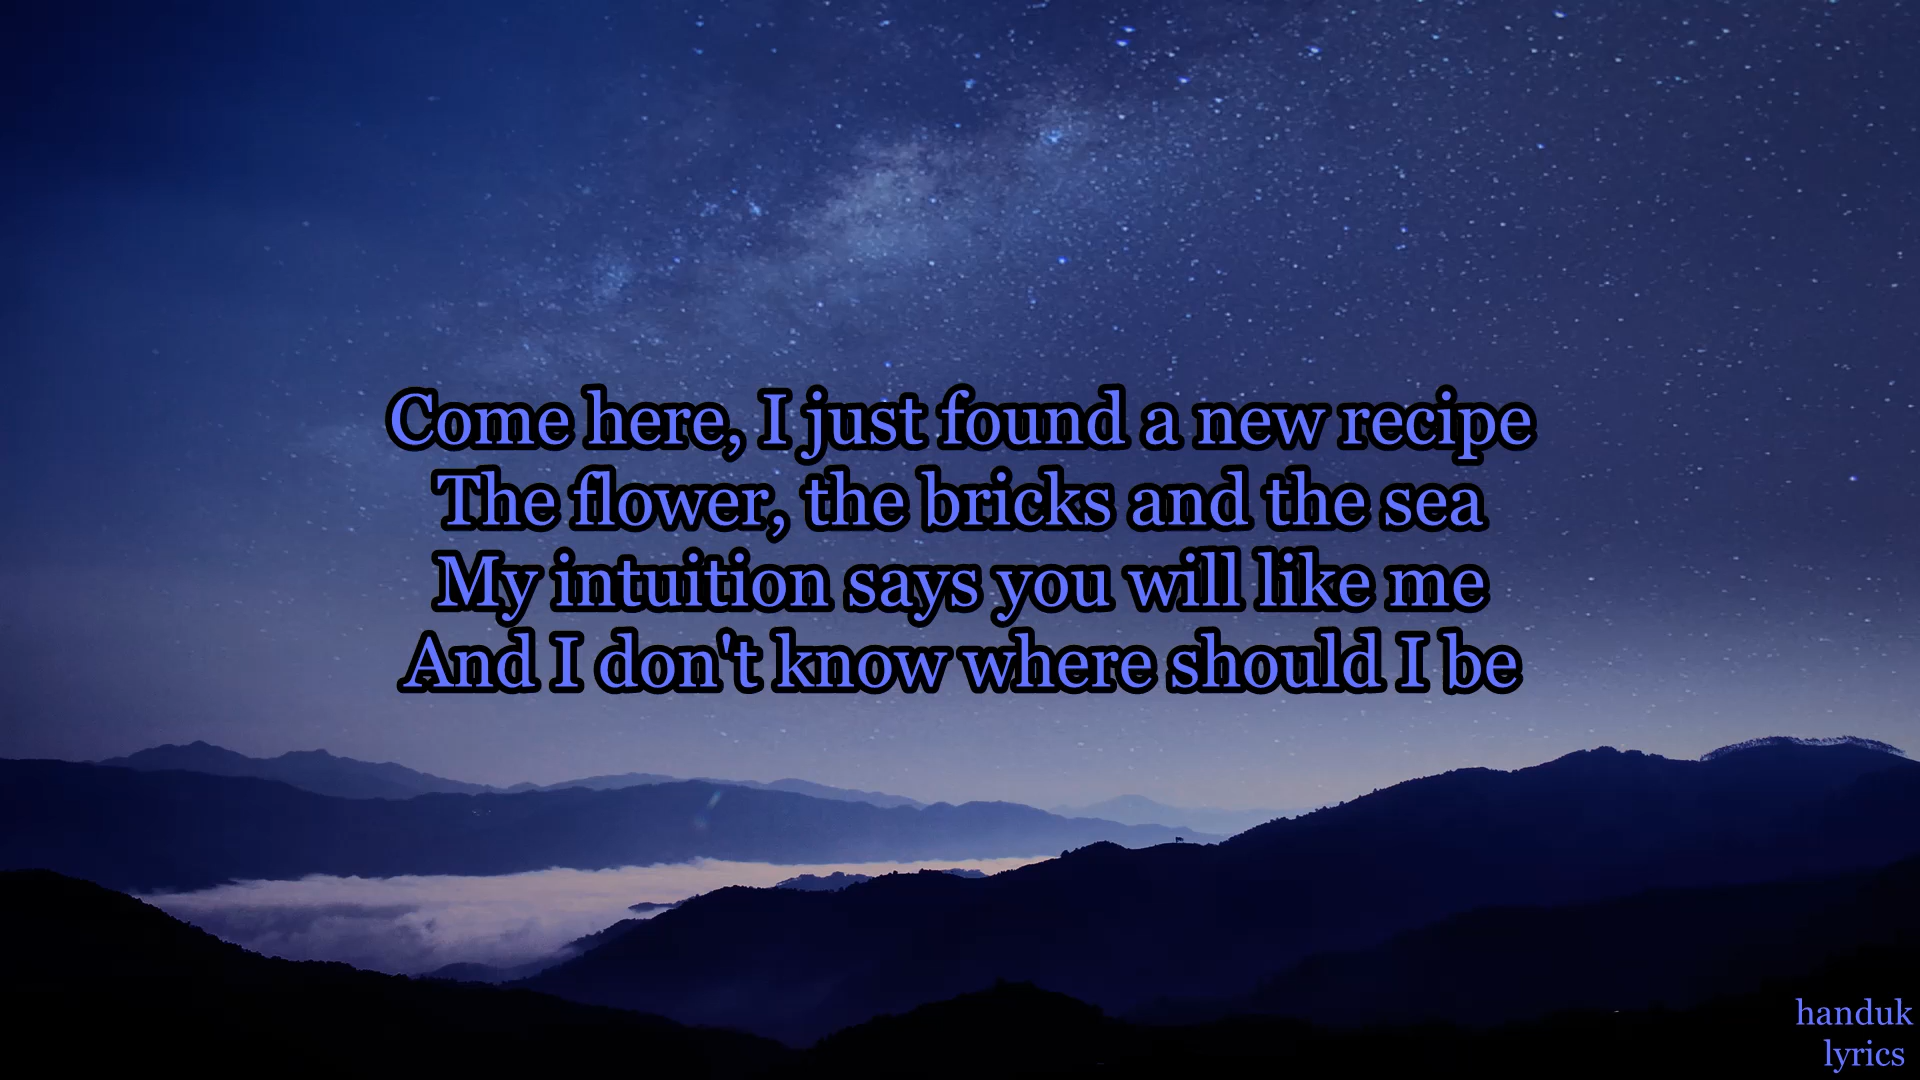 Come here, I just found a new recipe
The flower, the bricks and the sea
My intuition says you will like me
And I don't know where should I be
handuk
lyrics